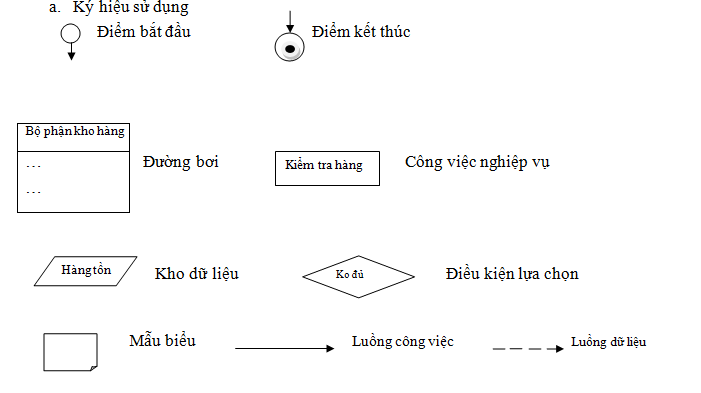 a. Ký hiệu sử dụng
Điểm bắt đầu
Điểm kết thúc
Bộ phận kho hàng
...
...
Đường bơi
Kiểm tra hàng
Công việc nghiệp vụ
Hàng tồn
Kho dữ liệu
Ko đủ
Điều kiện lựa chọn
Mẫu biểu
Luồng công việc
Luồng dữ liệu